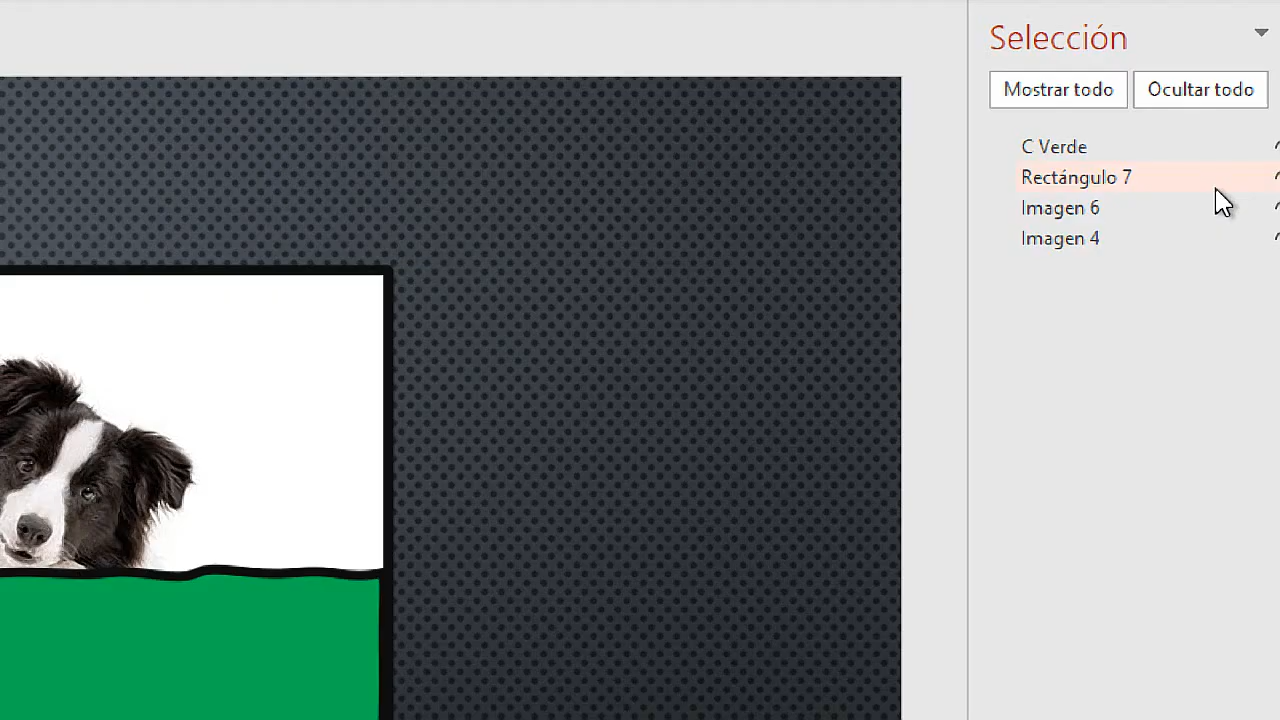 Selección
Mostrar todo Ocultar todo
C Verde
Rectángulo 7
Imagen 6
Imagen 4